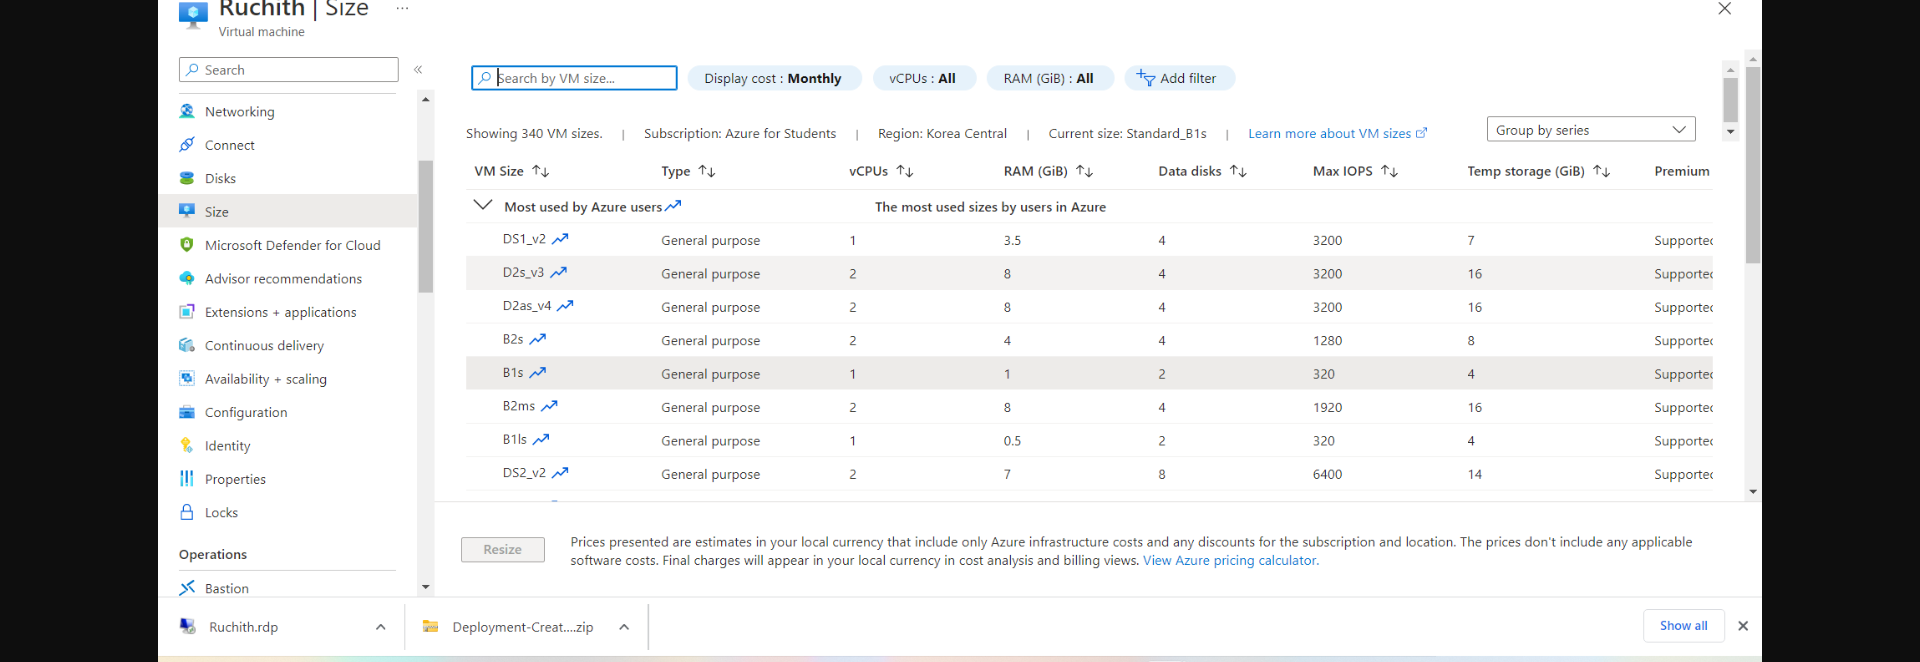 Ruchith | Size ...
Virtual machine
Search
Networking
Connect
Disks
Size
Microsoft Defender for Cloud
Advisor recommendations
Extensions + applications
Continuous delivery
Availability + scaling
Configuration
Identity
Properties
Locks
Operations
Bastion
Search by VM size...
Display cost : Monthly
vCPUs : All
RAM (GiB) : All
Add filter
Showing 340 VM sizes. | Subscription: Azure for Students | Region: Korea Central | Current size: Standard_B1s | Learn more about VM sizes
Group by series
VM Size Type vCPUs RAM (GiB) Data disks Max IOPS Temp storage (GiB) Premium
Most used by Azure users The most used sizes by users in Azure
DS1_v2 General purpose 1 3.5 4 3200 7 Supported
D2s_v3 General purpose 2 8 4 3200 16 Supported
D2as_v4 General purpose 2 8 4 3200 16 Supported
B2s General purpose 2 4 4 1280 8 Supported
B1s General purpose 1 1 2 320 4 Supported
B2ms General purpose 2 8 4 1920 16 Supported
B1ls General purpose 1 0.5 2 320 4 Supported
DS2_v2 General purpose 2 7 8 6400 14 Supported
Resize
Prices presented are estimates in your local currency that include only Azure infrastructure costs and any discounts for the subscription and location. The prices don't include any applicable
software costs. Final charges will appear in your local currency in cost analysis and billing views. View Azure pricing calculator.
Ruchith.rdp
Deployment-Creat....zip
Show all